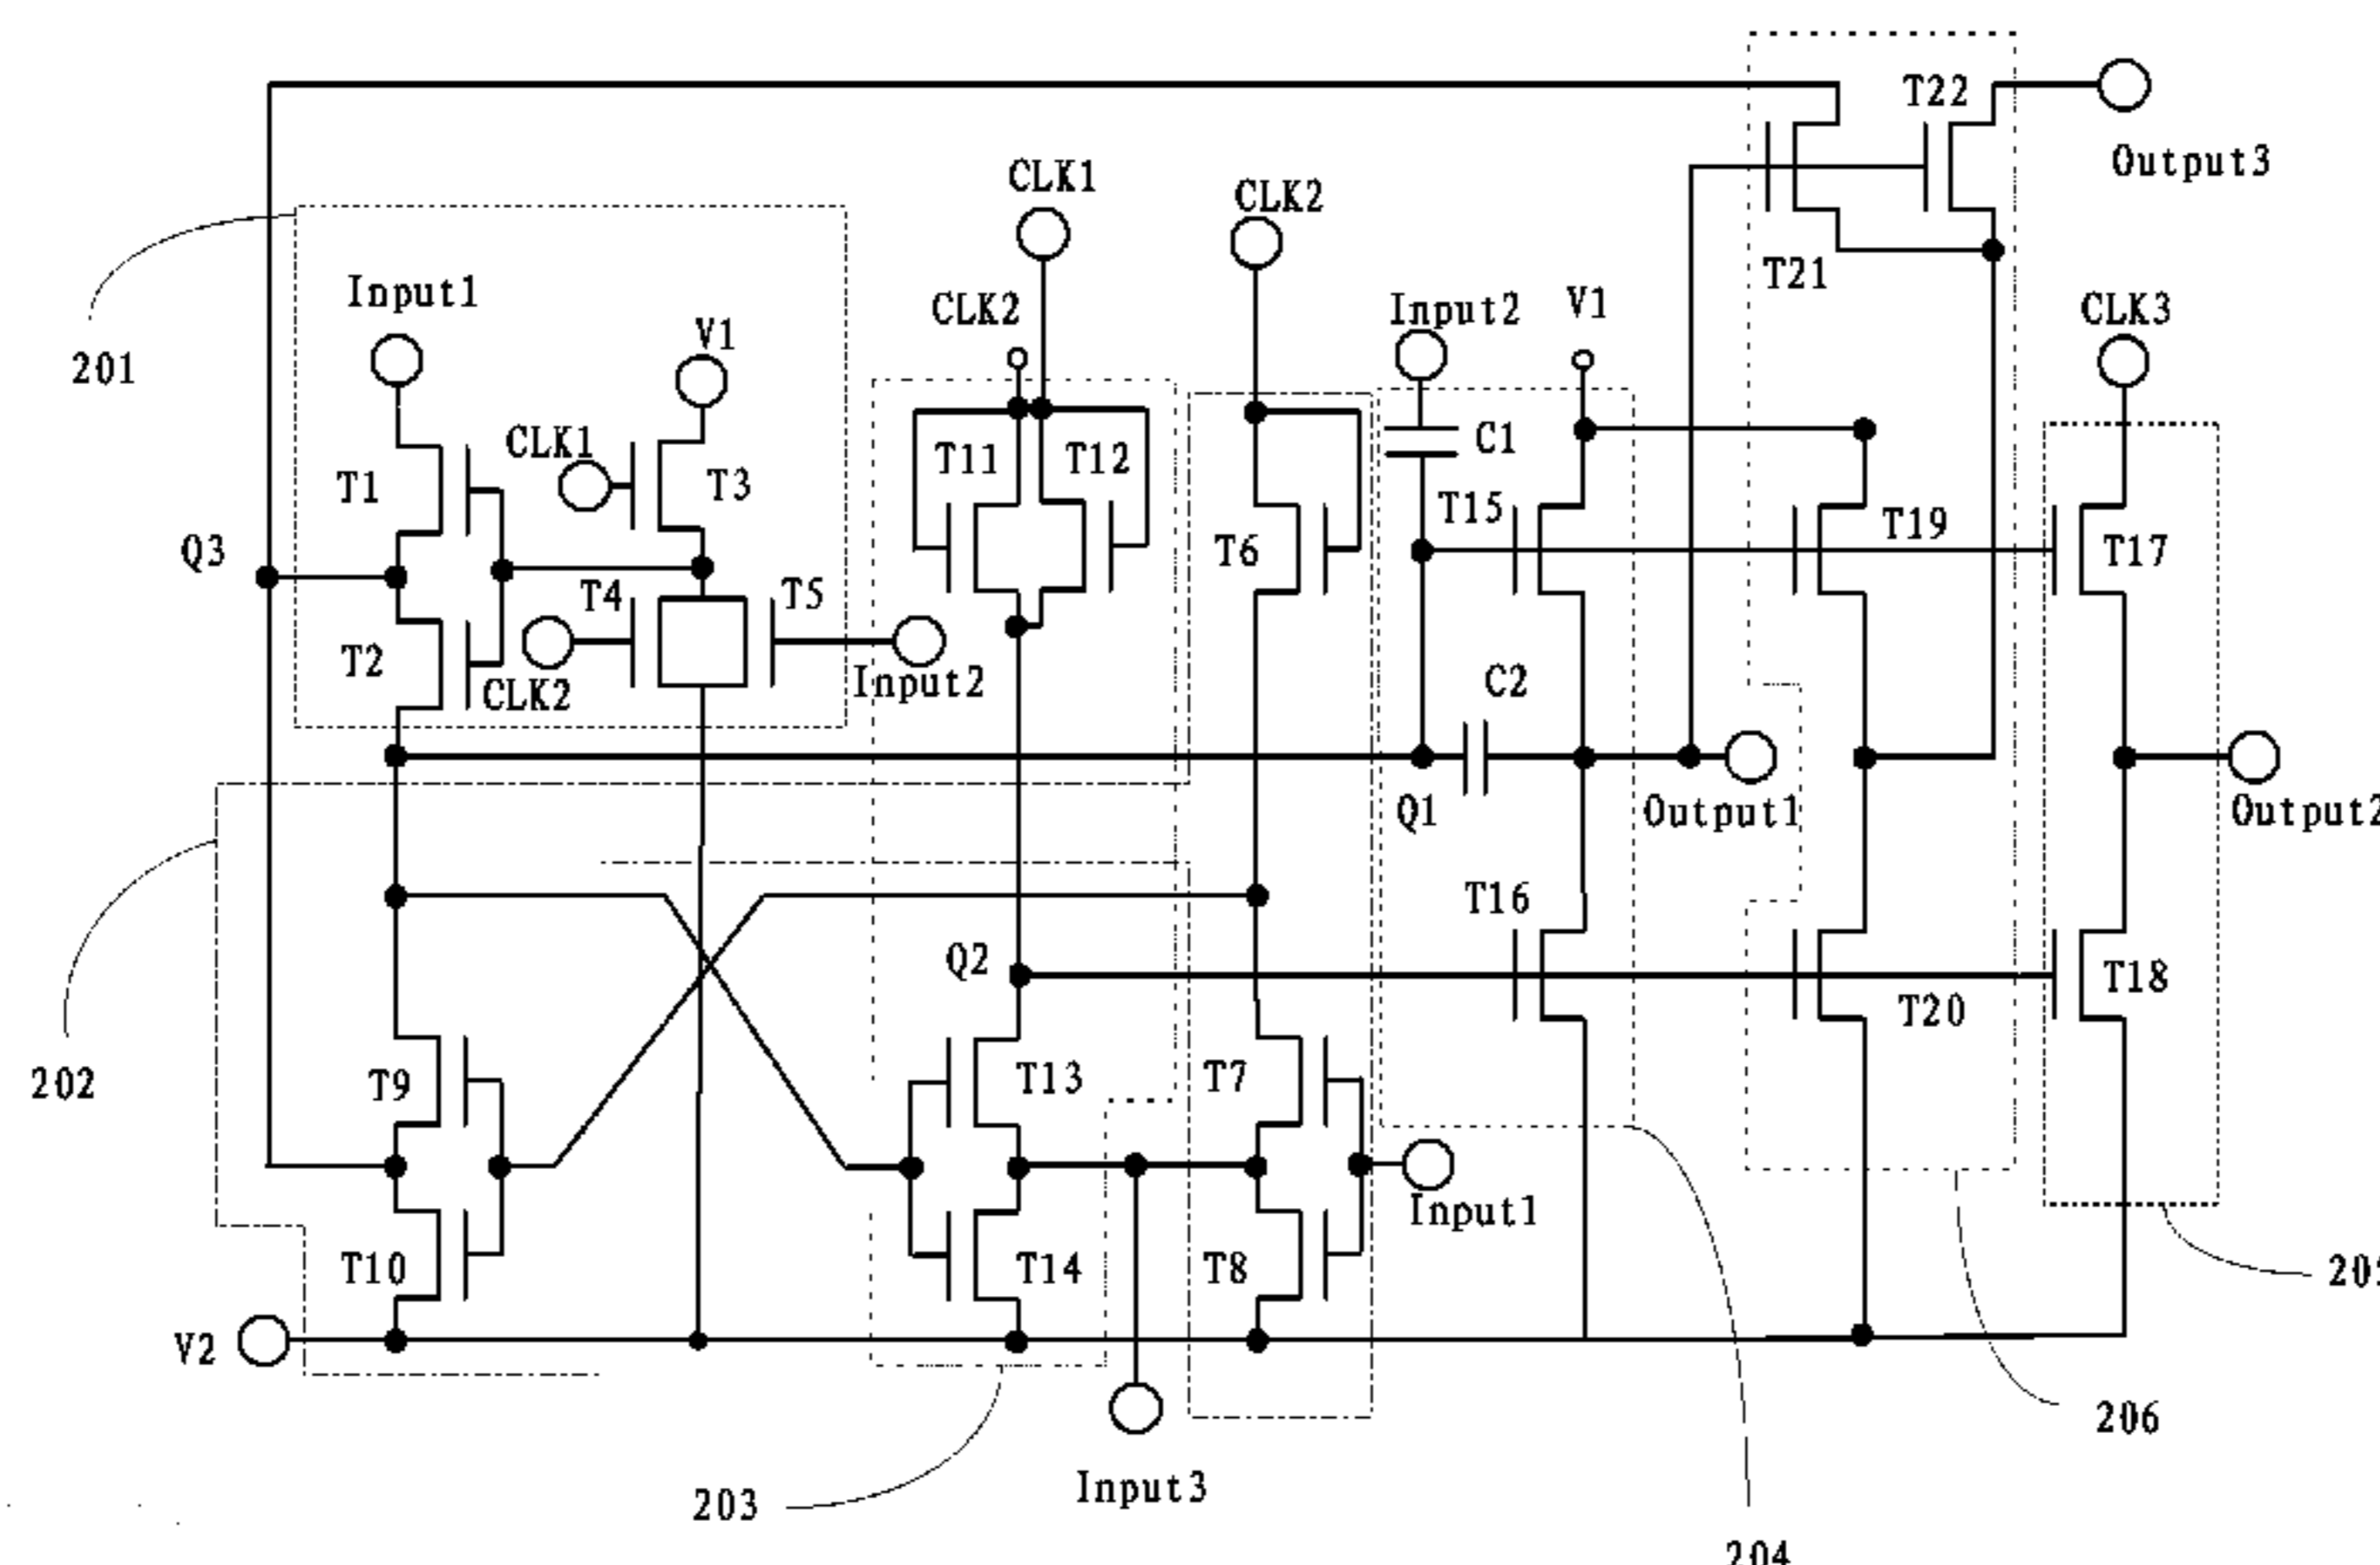 T22
Output3
CLK1
CLK2
T21
Input1
CLK2
Input2
V1
CLK3
V1
201
CLK1
T11
T12
C1
T1
T3
T15
T19
Q3
T6
T17
T4
T5
T2
CLK2
Input2
C2
Q1
Output1
T16
Q2
T18
T20
202
T9
T13
T7
Input1
T10
T14
T8
V2
206
203
Input3
204